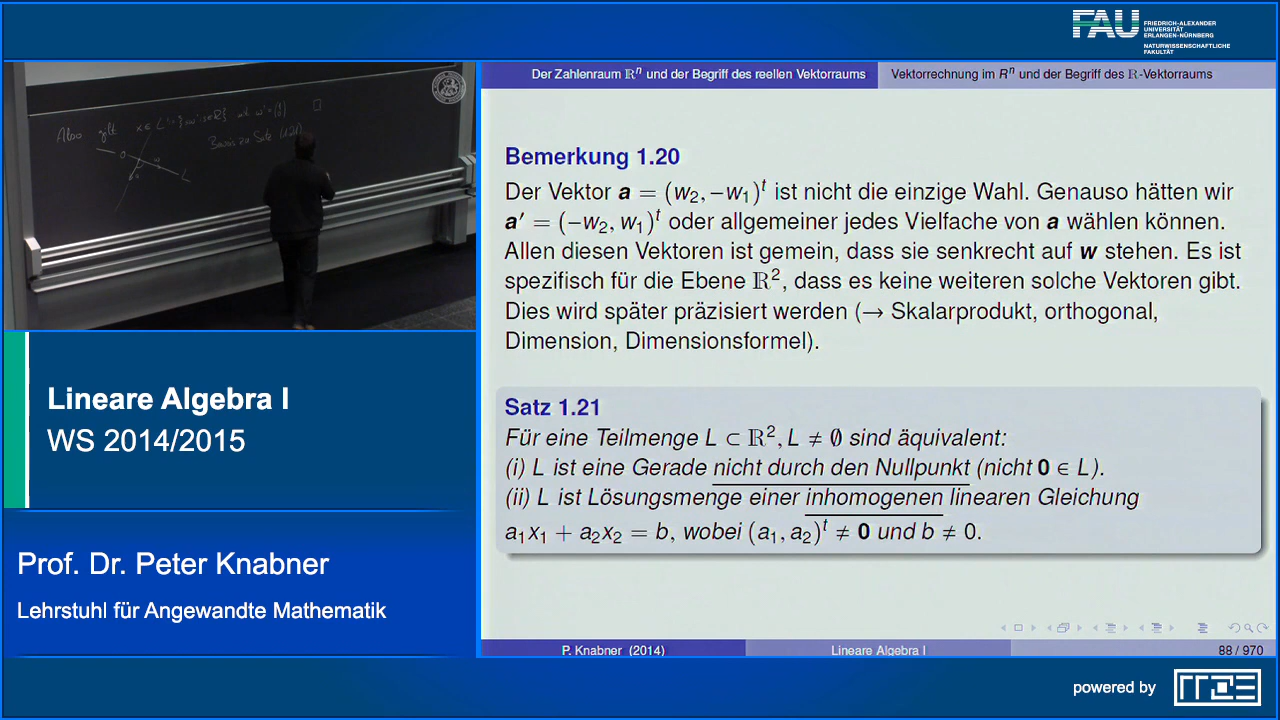 FAU
FRIEDRICH-ALEXANDER
UNIVERSITÄT
ERLANGEN-NÜRNBERG
NATURWISSENSCHAFTLICHE
FAKULTÄT
Der Zahlenraum ℝⁿ und der Begriff des reellen Vektorraums
Vektorrechnung im Rⁿ und der Begriff des ℝ-Vektorraums
Also gilt
Beweis zu Satz (1.21)
Bemerkung 1.20
Der Vektor a = (w₂, −w₁)ᵗ ist nicht die einzige Wahl. Genauso hätten wir
a′ = (−w₂, w₁)ᵗ oder allgemeiner jedes Vielfache von a wählen können.
Allen diesen Vektoren ist gemein, dass sie senkrecht auf w stehen. Es ist
spezifisch für die Ebene ℝ², dass es keine weiteren solche Vektoren gibt.
Dies wird später präzisiert werden (→ Skalarprodukt, orthogonal,
Dimension, Dimensionsformel).
Satz 1.21
Für eine Teilmenge L ⊂ ℝ², L ≠ ∅ sind äquivalent:
(i) L ist eine Gerade nicht durch den Nullpunkt (nicht 0 ∈ L).
(ii) L ist Lösungsmenge einer inhomogenen linearen Gleichung
a₁x₁ + a₂x₂ = b, wobei (a₁, a₂)ᵗ ≠ 0 und b ≠ 0.
Lineare Algebra I
WS 2014/2015
Prof. Dr. Peter Knabner
Lehrstuhl für Angewandte Mathematik
P. Knabner (2014)
Lineare Algebra I
88 / 970
powered by